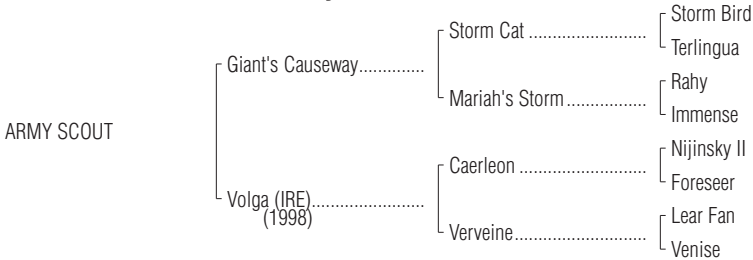 Storm Bird
Storm Cat ........................
Terlingua
Giant's Causeway..............
Rahy
Mariah's Storm ................
Immense
ARMY SCOUT
Nijinsky II
Caerleon ..........................
Foreseer
Volga (IRE).......................
(1998)
Lear Fan
Verveine...........................
Venise